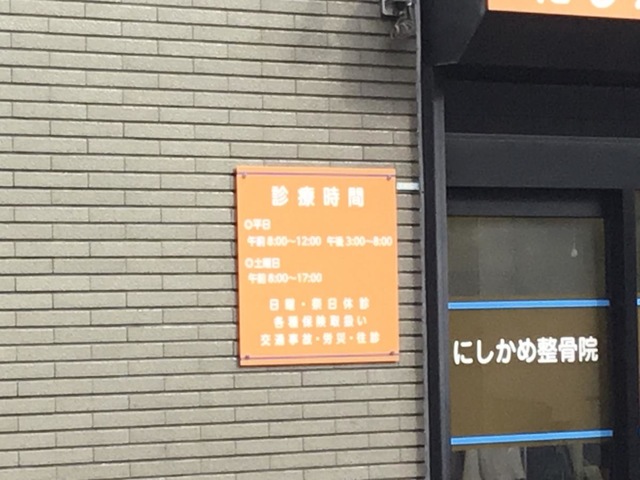 診療時間
○平日
午前 8:00～12:00 午後 3:00～8:00
○土曜日
午前 8:00～17:00
日曜・祭日休診
各種保険取扱い
交通事故・労災・往診
にしかめ整骨院